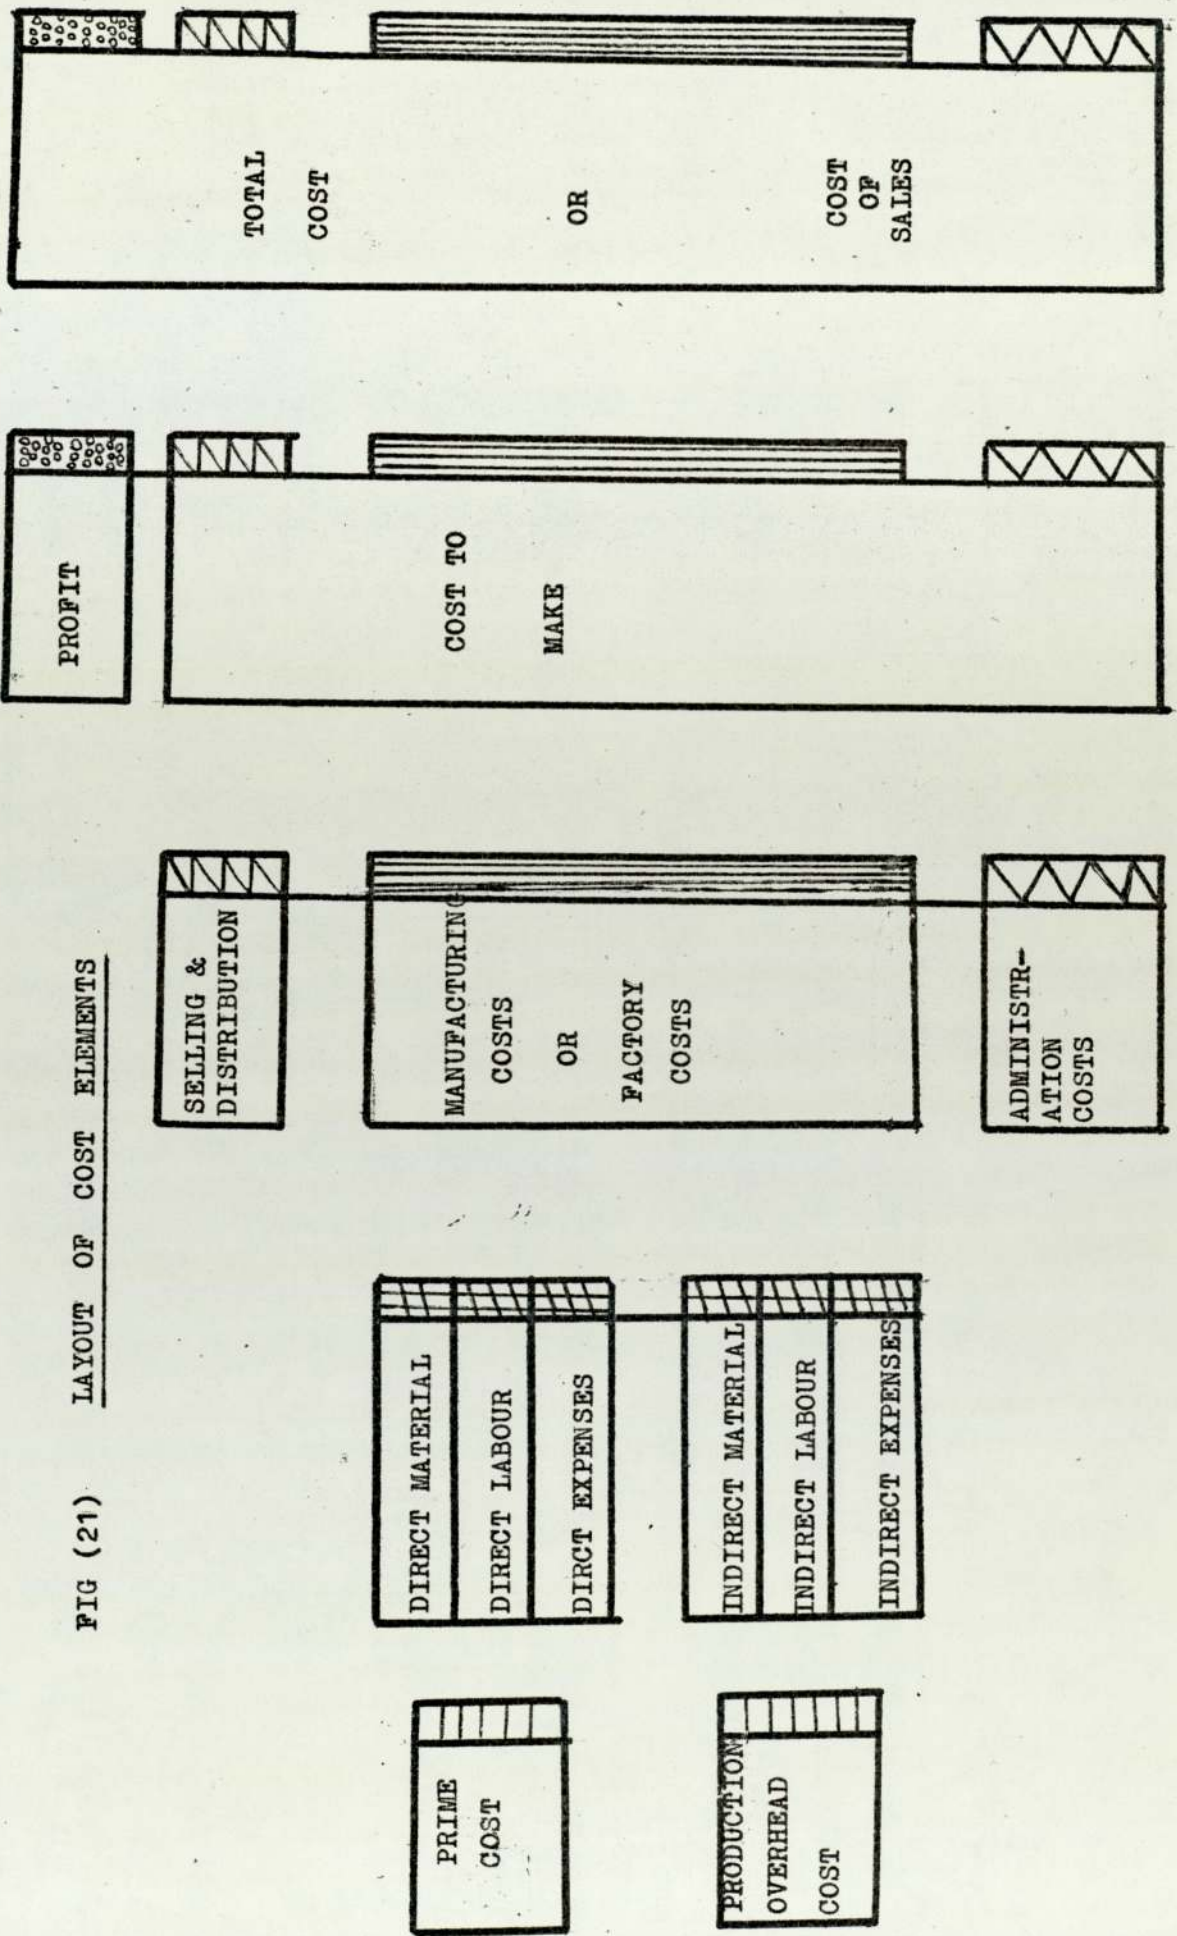 FIG (21) LAYOUT OF COST ELEMENTS
PRIME
COST
PRODUCTION
OVERHEAD
COST
DIRECT MATERIAL
DIRECT LABOUR
DIRCT EXPENSES
INDIRECT MATERIAL
INDIRECT LABOUR
INDIRECT EXPENSES
SELLING &
DISTRIBUTION
MANUFACTURING
COSTS
OR
FACTORY
COSTS
ADMINISTR-
ATION
COSTS
PROFIT
COST TO
MAKE
TOTAL
COST
OR
COST
OF
SALES